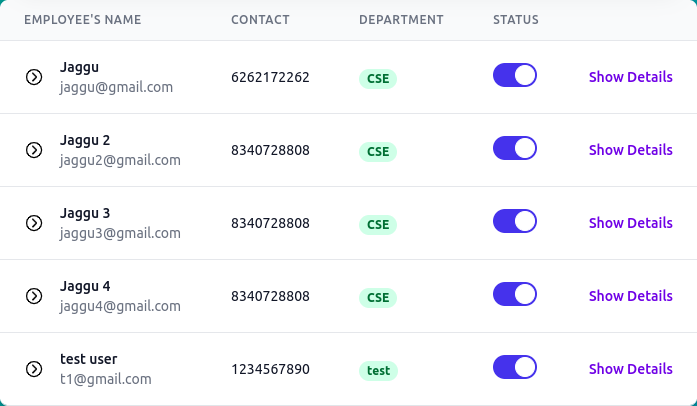 EMPLOYEE'S NAME CONTACT DEPARTMENT STATUS
Jaggu
jaggu@gmail.com
6262172262 CSE Show Details
Jaggu 2
jaggu2@gmail.com
8340728808 CSE Show Details
Jaggu 3
jaggu3@gmail.com
8340728808 CSE Show Details
Jaggu 4
jaggu4@gmail.com
8340728808 CSE Show Details
test user
t1@gmail.com
1234567890 test Show Details